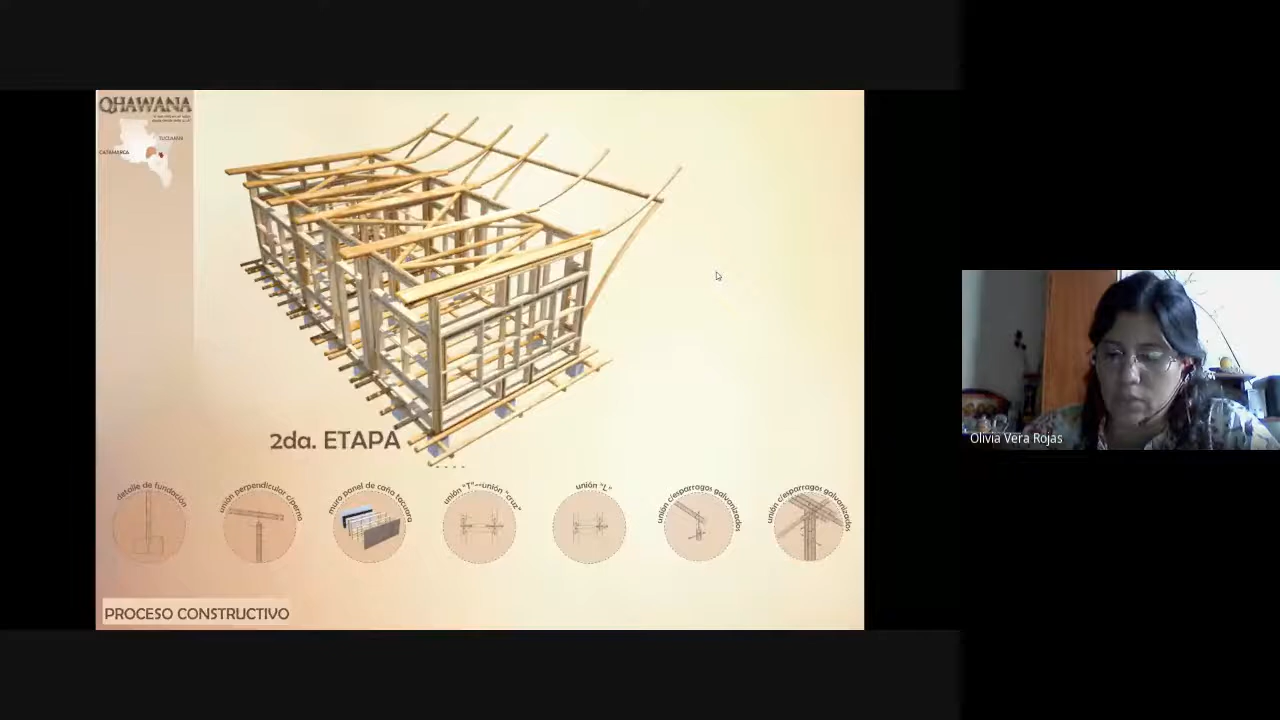 QHAWANA
TUCUMÁN
CATAMARCA
2da. ETAPA
detalle de fundación
unión perpendicular c/perno
muro panel de caña tacuara
unión "T"-unión "cruz"
unión "L"
unión c/esparragos galvanizados
unión c/esparragos galvanizados
PROCESO CONSTRUCTIVO
Olivia Vera Rojas